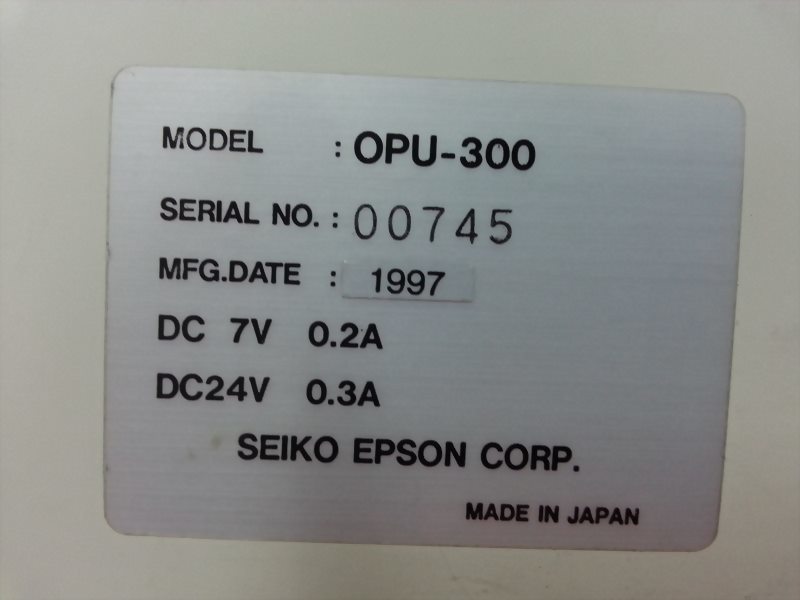 MODEL : OPU-300
SERIAL NO. : 00745
MFG.DATE : 1997
DC 7V 0.2A
DC24V 0.3A
SEIKO EPSON CORP.
MADE IN JAPAN